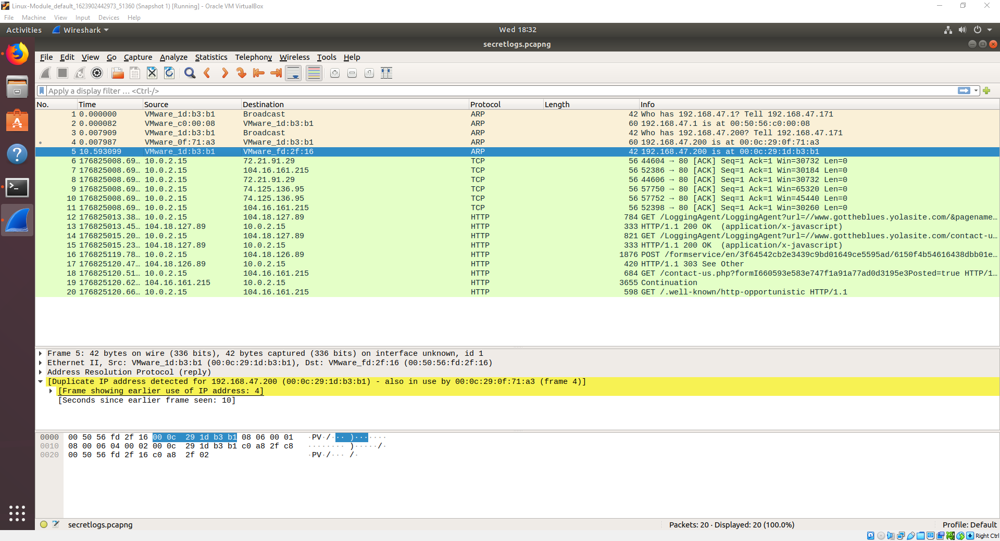 Linux-Module_default_1623902442973_51360 (Snapshot 1) [Running] - Oracle VM VirtualBox
File Machine View Input Devices Help
Activities Wireshark Wed 18:32
secretlogs.pcapng
File Edit View Go Capture Analyze Statistics Telephony Wireless Tools Help
Apply a display filter … <Ctrl-/>
No. Time Source Destination Protocol Length Info
1 0.000000 VMware_1d:b3:b1 Broadcast ARP 42 Who has 192.168.47.1? Tell 192.168.47.171
2 0.000082 VMware_c0:00:08 VMware_1d:b3:b1 ARP 60 192.168.47.1 is at 00:50:56:c0:00:08
3 0.007909 VMware_1d:b3:b1 Broadcast ARP 42 Who has 192.168.47.200? Tell 192.168.47.171
4 0.007987 VMware_0f:71:a3 VMware_1d:b3:b1 ARP 60 192.168.47.200 is at 00:0c:29:0f:71:a3
5 10.593099 VMware_1d:b3:b1 VMware_fd:2f:16 ARP 42 192.168.47.200 is at 00:0c:29:1d:b3:b1
6 176825008.69… 10.0.2.15 72.21.91.29 TCP 56 44604 → 80 [ACK] Seq=1 Ack=1 Win=30732 Len=0
7 176825008.69… 10.0.2.15 104.16.161.215 TCP 56 52386 → 80 [ACK] Seq=1 Ack=1 Win=30184 Len=0
8 176825008.69… 10.0.2.15 72.21.91.29 TCP 56 44606 → 80 [ACK] Seq=1 Ack=1 Win=30732 Len=0
9 176825008.69… 10.0.2.15 74.125.136.95 TCP 56 57750 → 80 [ACK] Seq=1 Ack=1 Win=65320 Len=0
10 176825008.69… 10.0.2.15 74.125.136.95 TCP 56 57752 → 80 [ACK] Seq=1 Ack=1 Win=45440 Len=0
11 176825008.69… 10.0.2.15 104.16.161.215 TCP 56 52398 → 80 [ACK] Seq=1 Ack=1 Win=30260 Len=0
12 176825013.38… 10.0.2.15 104.18.127.89 HTTP 784 GET /LoggingAgent/LoggingAgent?url=//www.gottheblues.yolasite.com/&pagename…
13 176825013.45… 104.18.127.89 10.0.2.15 HTTP 333 HTTP/1.1 200 OK (application/x-javascript)
14 176825015.20… 10.0.2.15 104.18.127.89 HTTP 821 GET /LoggingAgent/LoggingAgent?url=//www.gottheblues.yolasite.com/contact-u…
15 176825015.23… 104.18.127.89 10.0.2.15 HTTP 333 HTTP/1.1 200 OK (application/x-javascript)
16 176825119.78… 10.0.2.15 104.18.126.89 HTTP 1876 POST /formservice/en/3f64542cb2e3439c9bd01649ce5595ad/6150f4b54616438dbb01e…
17 176825120.47… 104.18.126.89 10.0.2.15 HTTP 420 HTTP/1.1 303 See Other
18 176825120.51… 10.0.2.15 104.16.161.215 HTTP 684 GET /contact-us.php?formI660593e583e747f1a91a77ad0d3195e3Posted=true HTTP/1…
19 176825120.62… 104.16.161.215 10.0.2.15 HTTP 3655 Continuation
20 176825120.66… 10.0.2.15 104.16.161.215 HTTP 598 GET /.well-known/http-opportunistic HTTP/1.1
Frame 5: 42 bytes on wire (336 bits), 42 bytes captured (336 bits) on interface unknown, id 1
Ethernet II, Src: VMware_1d:b3:b1 (00:0c:29:1d:b3:b1), Dst: VMware_fd:2f:16 (00:50:56:fd:2f:16)
Address Resolution Protocol (reply)
[Duplicate IP address detected for 192.168.47.200 (00:0c:29:1d:b3:b1) - also in use by 00:0c:29:0f:71:a3 (frame 4)]
[Frame showing earlier use of IP address: 4]
[Seconds since earlier frame seen: 10]
0000 00 50 56 fd 2f 16 00 0c 29 1d b3 b1 08 06 00 01 ·PV·/··· )·······
0010 08 00 06 04 00 02 00 0c 29 1d b3 b1 c0 a8 2f c8 ········ )·····/·
0020 00 50 56 fd 2f 16 c0 a8 2f 02 ·PV·/··· /·
secretlogs.pcapng Packets: 20 · Displayed: 20 (100.0%) Profile: Default
Right Ctrl